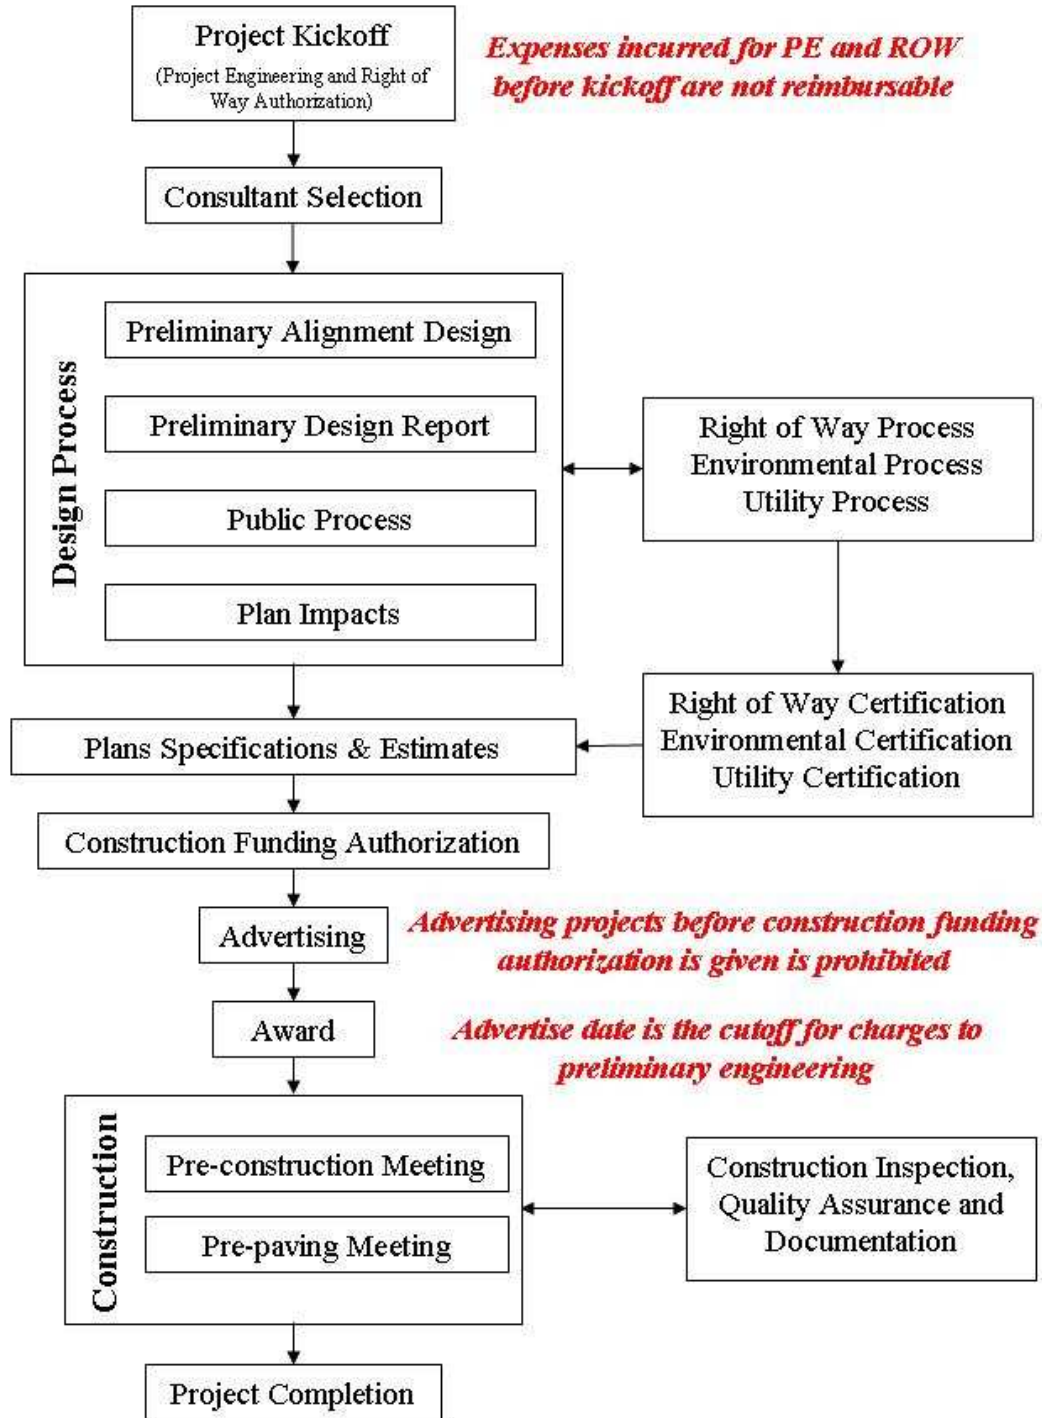 Project Kickoff
(Project Engineering and Right of
Way Authorization)
Expenses incurred for PE and ROW
before kickoff are not reimbursable
Consultant Selection
Design Process
Preliminary Alignment Design
Preliminary Design Report
Public Process
Plan Impacts
Right of Way Process
Environmental Process
Utility Process
Right of Way Certification
Environmental Certification
Utility Certification
Plans Specifications & Estimates
Construction Funding Authorization
Advertising
Advertising projects before construction funding
authorization is given is prohibited
Award
Advertise date is the cutoff for charges to
preliminary engineering
Construction
Pre-construction Meeting
Pre-paving Meeting
Construction Inspection,
Quality Assurance and
Documentation
Project Completion